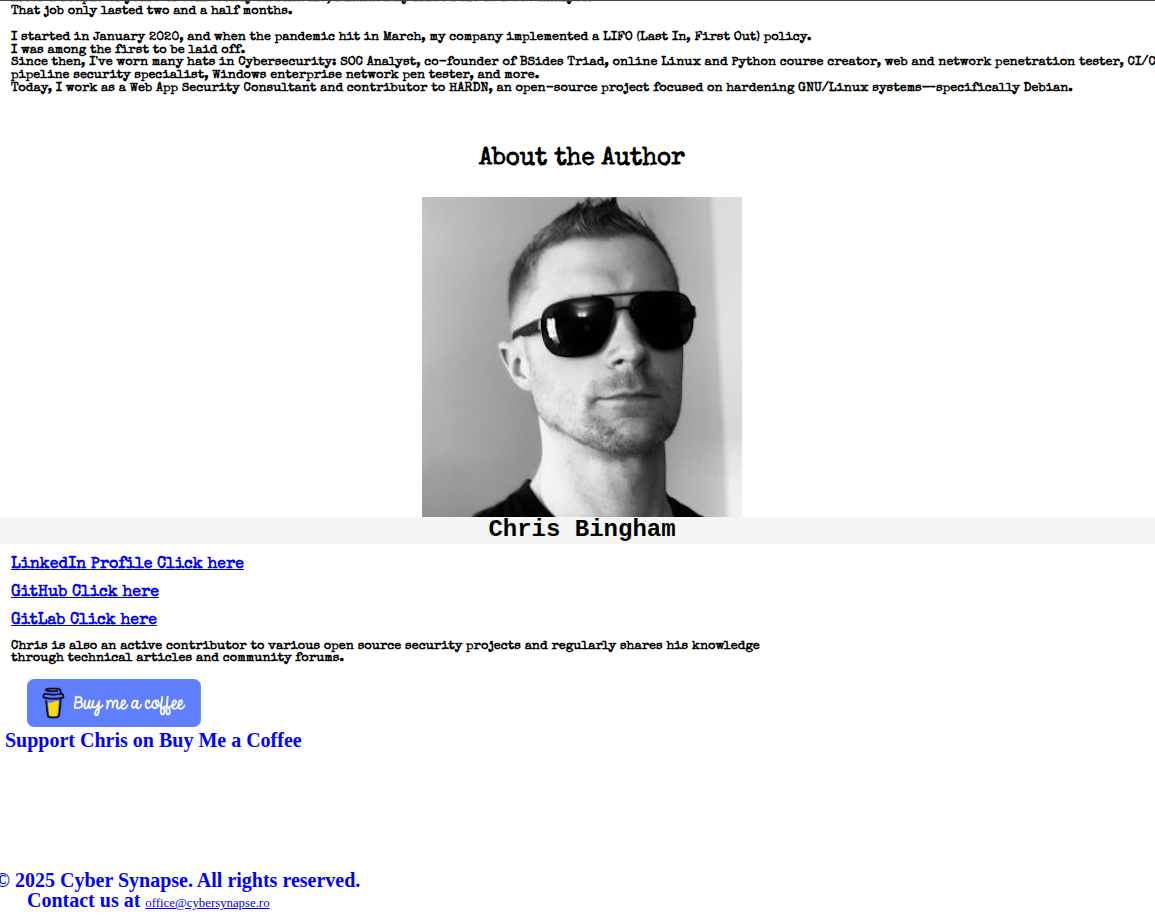 That job only lasted two and a half months.
I started in January 2020, and when the pandemic hit in March, my company implemented a LIFO (Last In, First Out) policy.
I was among the first to be laid off.
Since then, I've worn many hats in Cybersecurity: SOC Analyst, co-founder of BSides Triad, online Linux and Python course creator, web and network penetration tester, CI/C
pipeline security specialist, Windows enterprise network pen tester, and more.
Today, I work as a Web App Security Consultant and contributor to HARDN, an open-source project focused on hardening GNU/Linux systems—specifically Debian.
About the Author
Chris Bingham
LinkedIn Profile Click here
GitHub Click here
GitLab Click here
Chris is also an active contributor to various open source security projects and regularly shares his knowledge
through technical articles and community forums.
Buy me a coffee
Support Chris on Buy Me a Coffee
© 2025 Cyber Synapse. All rights reserved.
Contact us at office@cybersynapse.ro